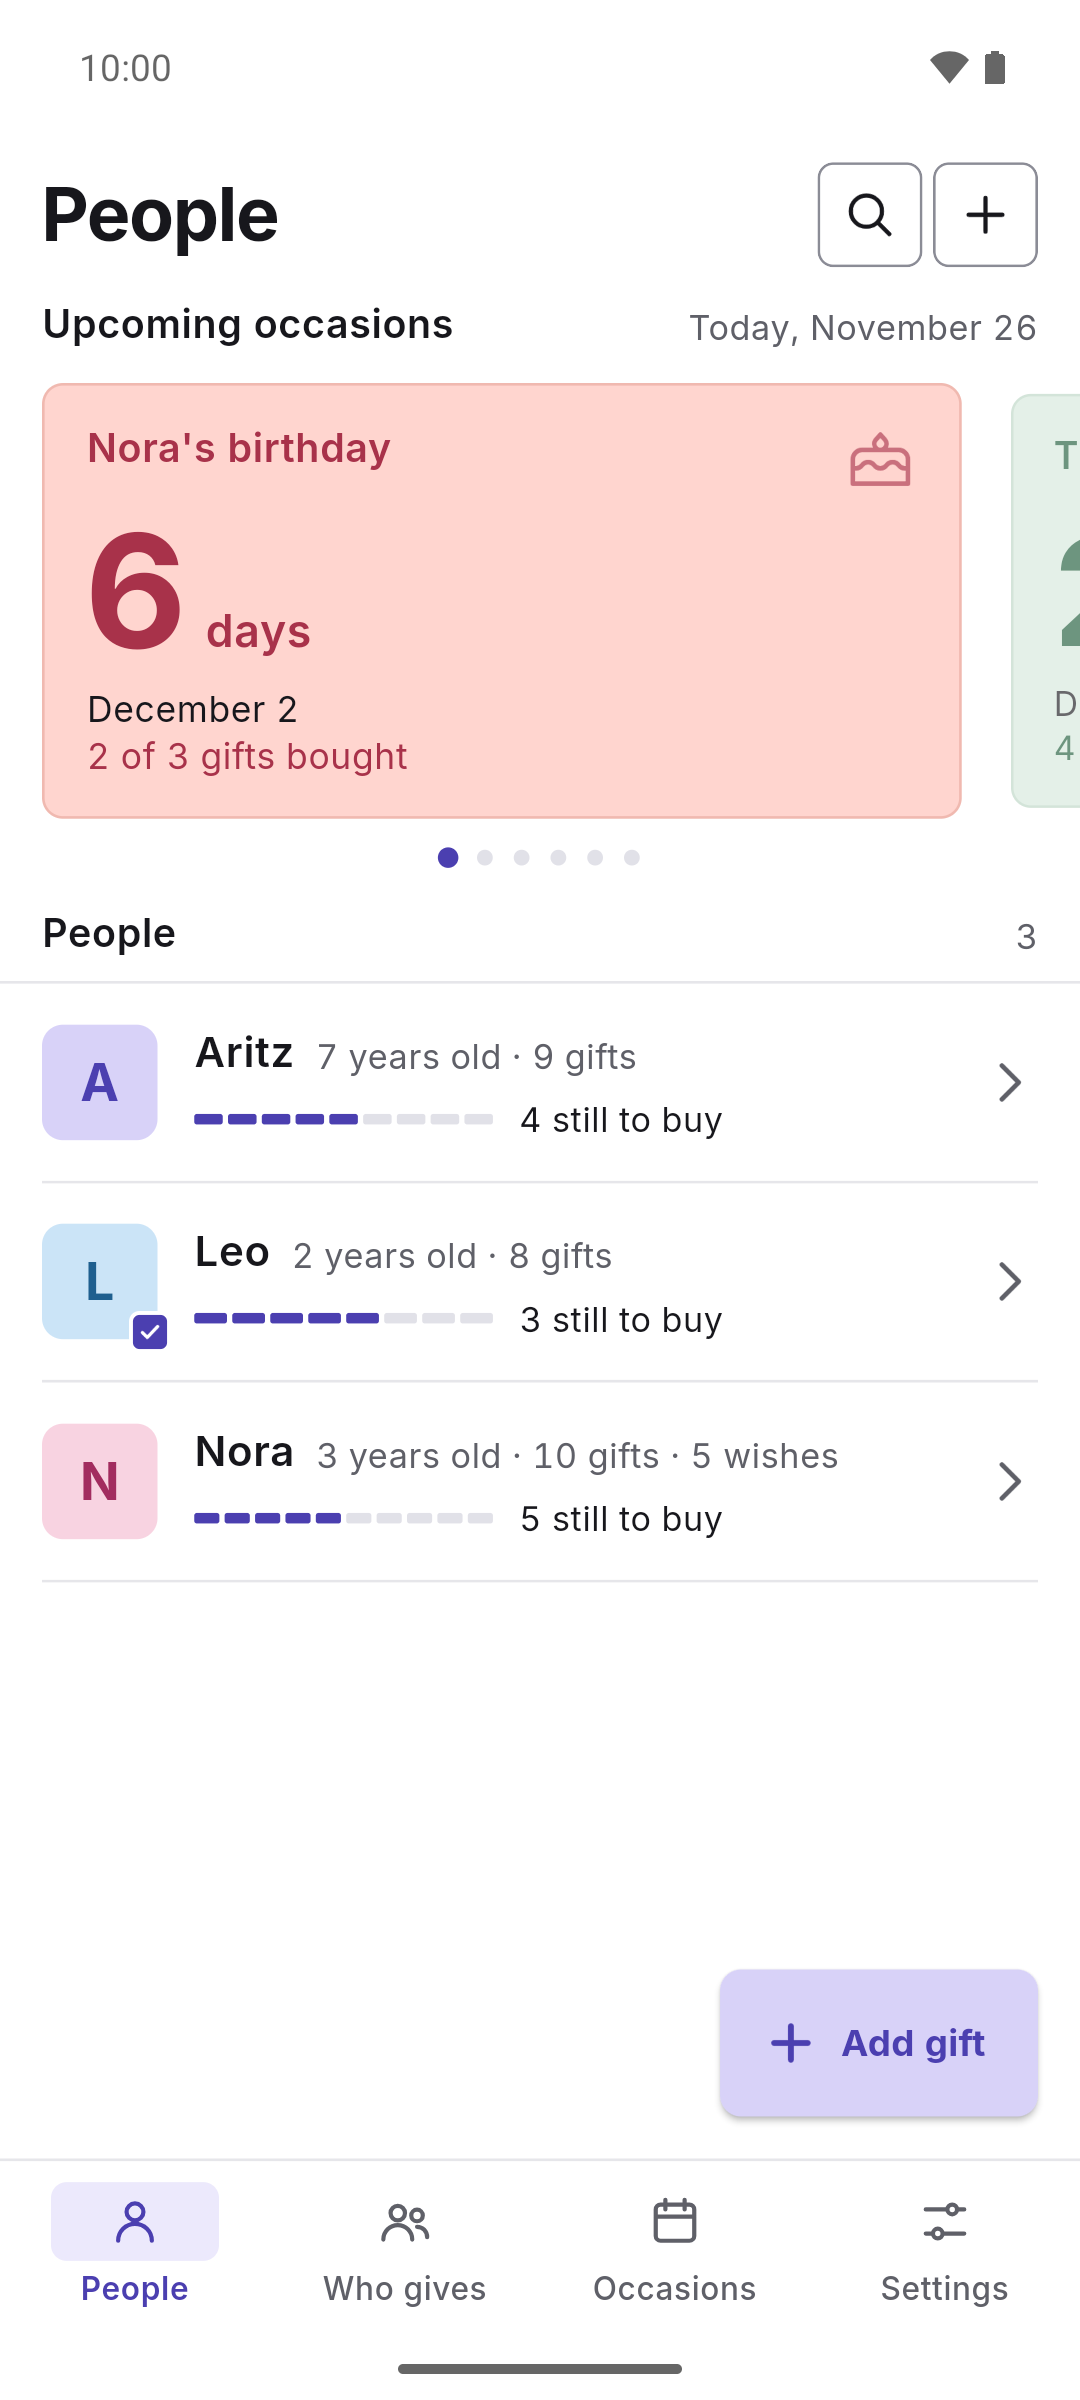 10:00
People
Upcoming occasions
Today, November 26
Nora's birthday
6 days
December 2
2 of 3 gifts bought
People
3
A
Aritz 7 years old · 9 gifts
4 still to buy
L
Leo 2 years old · 8 gifts
3 still to buy
N
Nora 3 years old · 10 gifts · 5 wishes
5 still to buy
Add gift
People
Who gives
Occasions
Settings